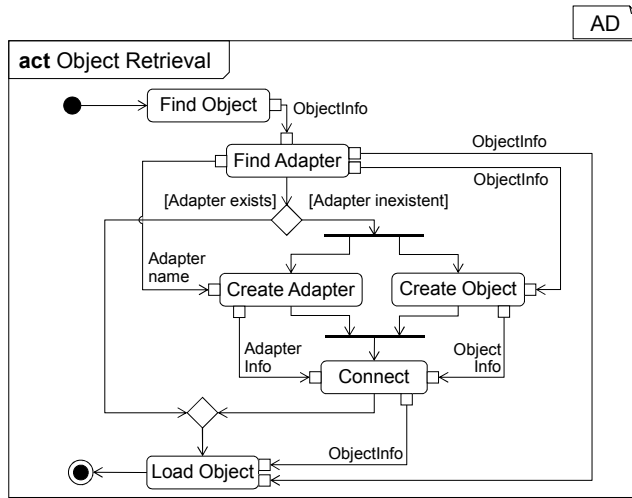 AD
act Object Retrieval
Find Object
ObjectInfo
ObjectInfo
Find Adapter
ObjectInfo
[Adapter exists]
[Adapter inexistent]
Adapter
name
Create Adapter
Create Object
Adapter
Info
Object
Info
Connect
ObjectInfo
Load Object